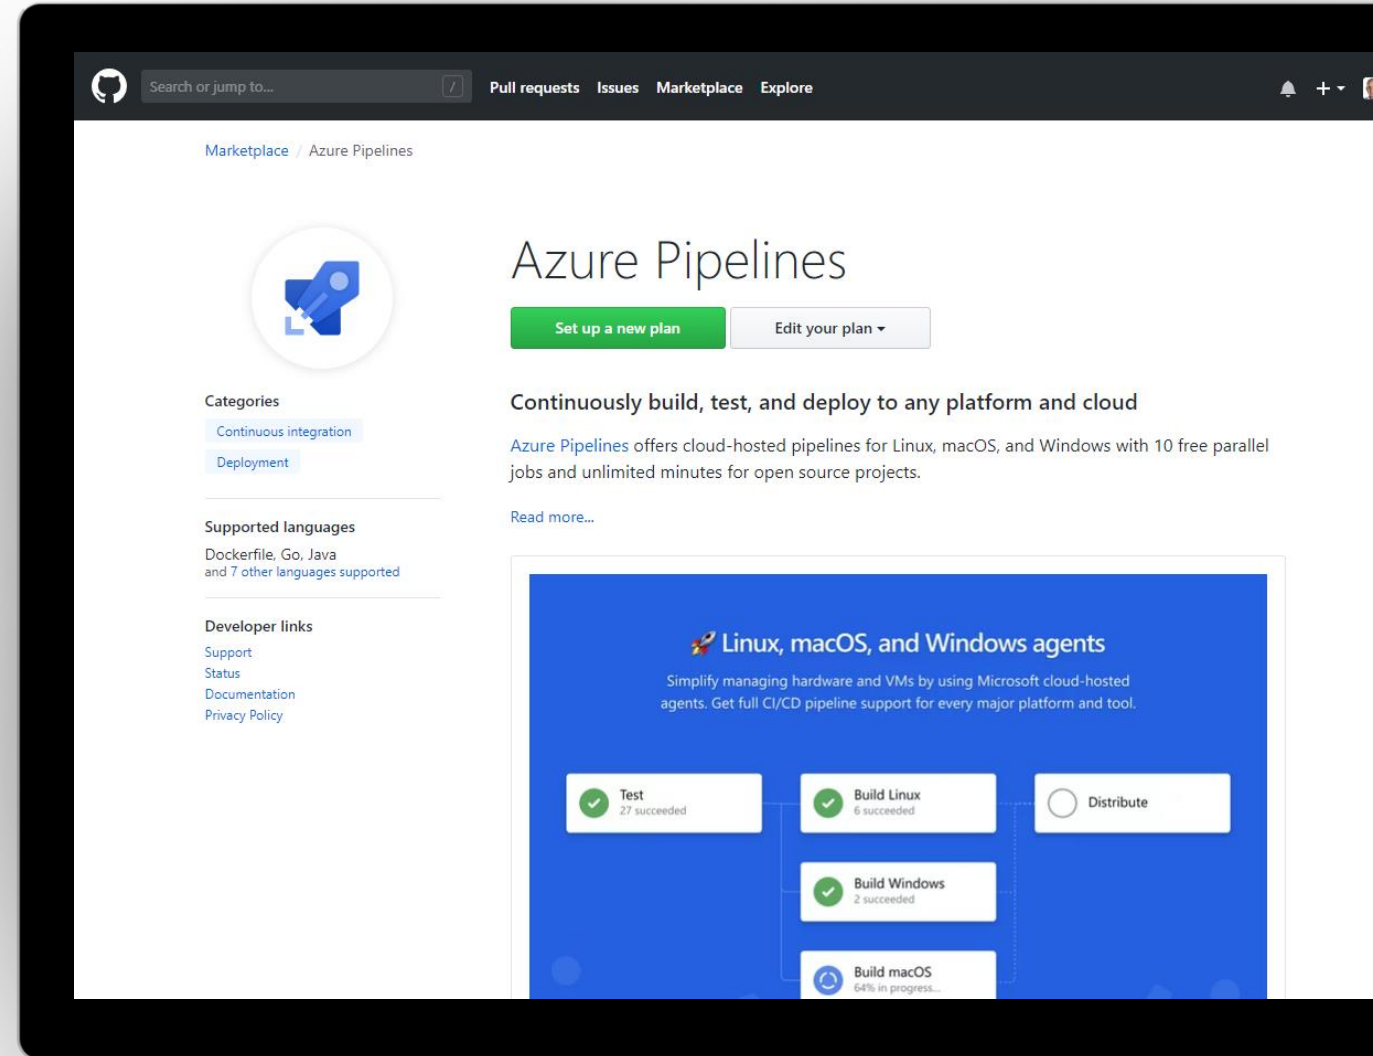 Search or jump to...
/
Pull requests Issues Marketplace Explore
Marketplace / Azure Pipelines
Azure Pipelines
Set up a new plan
Edit your plan
Categories
Continuous integration
Deployment
Supported languages
Dockerfile, Go, Java
and 7 other languages supported
Developer links
Support
Status
Documentation
Privacy Policy
Continuously build, test, and deploy to any platform and cloud
Azure Pipelines offers cloud-hosted pipelines for Linux, macOS, and Windows with 10 free parallel
jobs and unlimited minutes for open source projects.
Read more...
🚀 Linux, macOS, and Windows agents
Simplify managing hardware and VMs by using Microsoft cloud-hosted
agents. Get full CI/CD pipeline support for every major platform and tool.
Test
27 succeeded
Build Linux
6 succeeded
Distribute
Build Windows
2 succeeded
Build macOS
64% in progress...